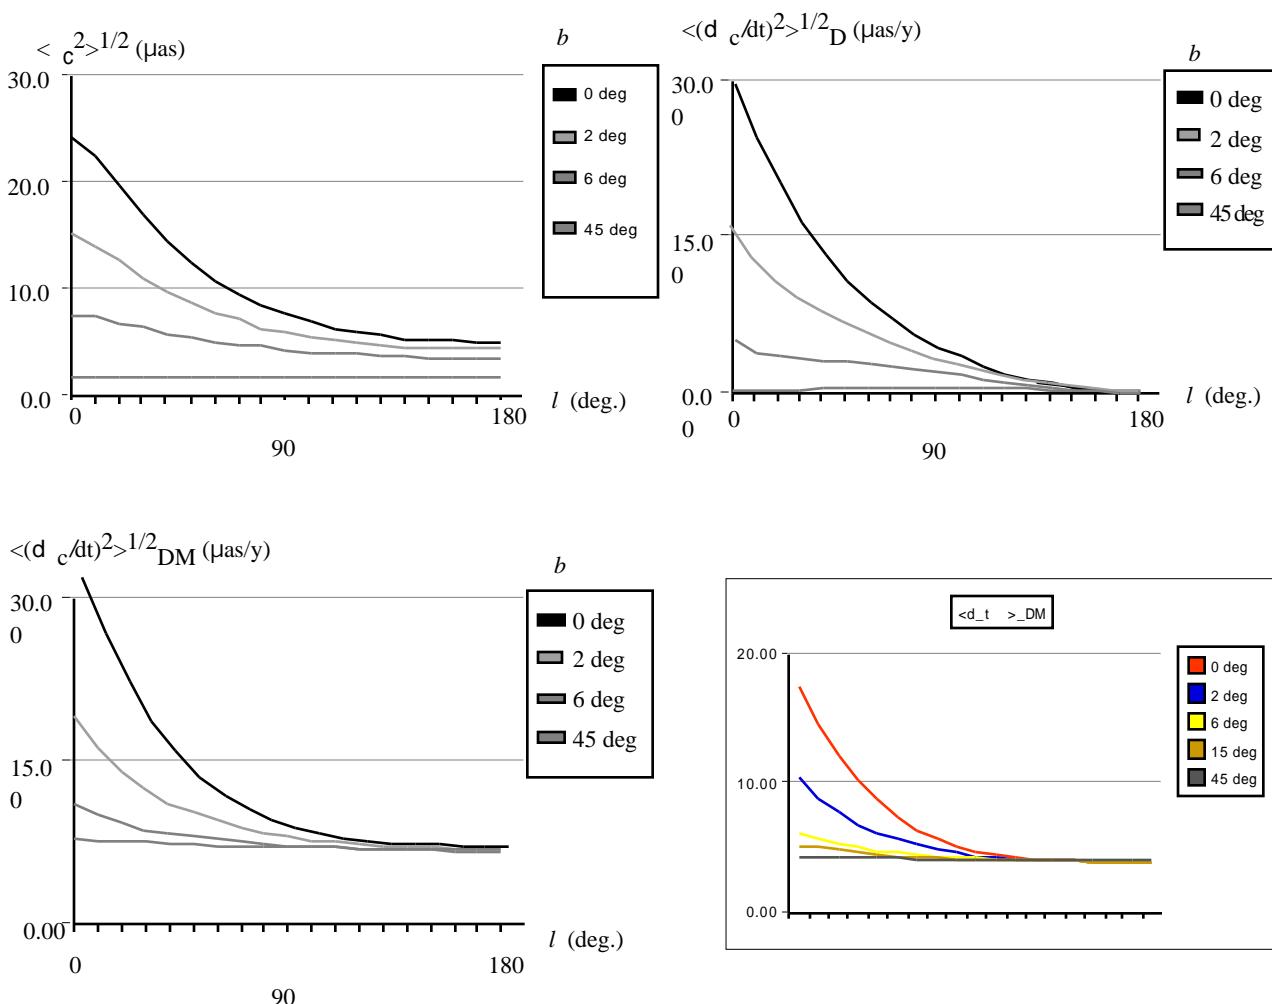 < c2>1/2 (µas)
b
30.0
20.0
10.0
0.0
0
90
180
l (deg.)
0 deg
2 deg
6 deg
45 deg
<(d c/dt)2>1/2D (µas/y)
b
30.0
0
15.0
0
0.0
0
0
90
180
l (deg.)
0 deg
2 deg
6 deg
45 deg
<(d c/dt)2>1/2DM (µas/y)
b
30.0
0
15.0
0
0.00
0
90
180
l (deg.)
0 deg
2 deg
6 deg
45 deg
<d_t >_DM
20.00
10.00
0.00
0 deg
2 deg
6 deg
15 deg
45 deg